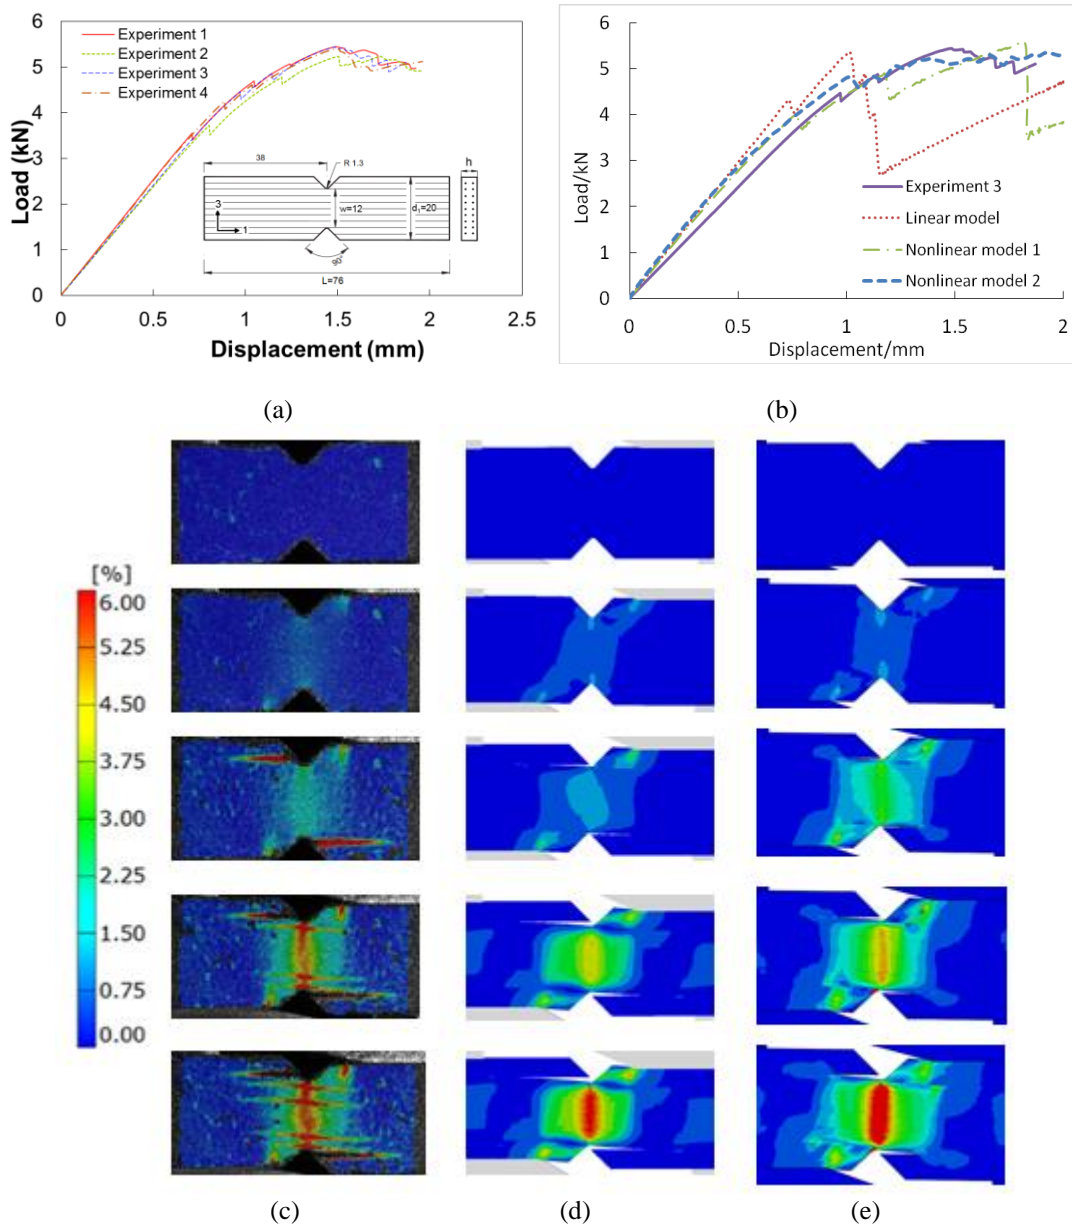 6
5
4
3
2
1
0
Load (kN)
Experiment 1
Experiment 2
Experiment 3
Experiment 4
38
R 1.3
h
3
1
w=12
d₁=20
90°
L=76
0
0.5
1
1.5
2
2.5
Displacement (mm)
(a)
6
5
4
3
2
1
0
Load/kN
Experiment 3
Linear model
Nonlinear model 1
Nonlinear model 2
0
0.5
1
1.5
2
Displacement/mm
(b)
[%]
6.00
5.25
4.50
3.75
3.00
2.25
1.50
0.75
0.00
(c)
(d)
(e)